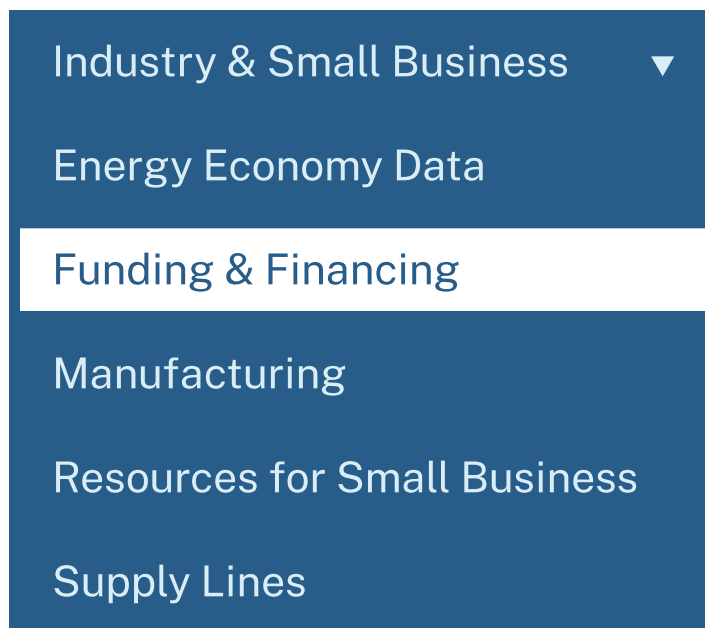 Industry & Small Business ▼
Energy Economy Data
Funding & Financing
Manufacturing
Resources for Small Business
Supply Lines